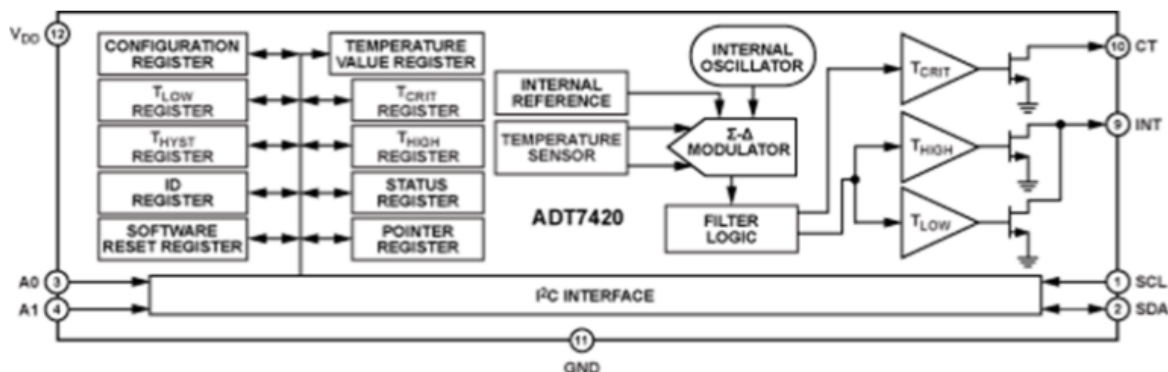 V_DD
12
CONFIGURATION
REGISTER
TEMPERATURE
VALUE REGISTER
T_LOW
REGISTER
T_CRIT
REGISTER
T_HYST
REGISTER
T_HIGH
REGISTER
ID
REGISTER
STATUS
REGISTER
SOFTWARE
RESET REGISTER
POINTER
REGISTER
INTERNAL
OSCILLATOR
INTERNAL
REFERENCE
TEMPERATURE
SENSOR
Σ-Δ
MODULATOR
FILTER
LOGIC
ADT7420
T_CRIT
T_HIGH
T_LOW
10 CT
9 INT
A0 3
A1 4
I²C INTERFACE
1 SCL
2 SDA
11
GND